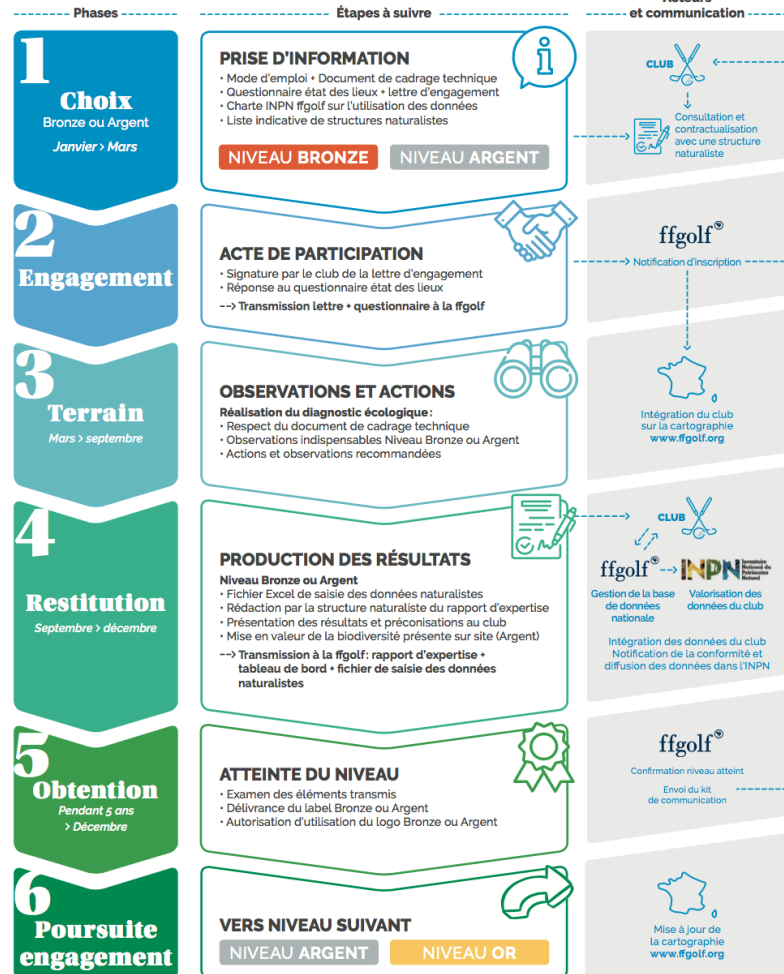 Phases
Étapes à suivre
et communication
1
Choix
Bronze ou Argent
Janvier > Mars
PRISE D'INFORMATION
• Mode d'emploi + Document de cadrage technique
• Questionnaire état des lieux + lettre d'engagement
• Charte INPN ffgolf sur l'utilisation des données
• Liste indicative de structures naturalistes
NIVEAU BRONZE
NIVEAU ARGENT
CLUB
Consultation et
contractualisation
avec une structure
naturaliste
2
Engagement
ACTE DE PARTICIPATION
• Signature par le club de la lettre d'engagement
• Réponse au questionnaire état des lieux
--> Transmission lettre + questionnaire à la ffgolf
ffgolf
Notification d'inscription
3
Terrain
Mars > septembre
OBSERVATIONS ET ACTIONS
Réalisation du diagnostic écologique :
• Respect du document de cadrage technique
• Observations indispensables Niveau Bronze ou Argent
• Actions et observations recommandées
Intégration du club
sur la cartographie
www.ffgolf.org
4
Restitution
Septembre > décembre
PRODUCTION DES RÉSULTATS
Niveau Bronze ou Argent
• Fichier Excel de saisie des données naturalistes
• Rédaction par la structure naturaliste du rapport d'expertise
• Présentation des résultats et préconisations au club
• Mise en valeur de la biodiversité présente sur site (Argent)
--> Transmission à la ffgolf : rapport d'expertise +
tableau de bord + fichier de saisie des données
naturalistes
CLUB
ffgolf
INPN
Inventaire
National du
Patrimoine
Naturel
Gestion de la base
de données
nationale
Valorisation des
données du club
Intégration des données du club
Notification de la conformité et
diffusion des données dans l'INPN
5
Obtention
Pendant 5 ans
> Décembre
ATTEINTE DU NIVEAU
• Examen des éléments transmis
• Délivrance du label Bronze ou Argent
• Autorisation d'utilisation du logo Bronze ou Argent
ffgolf
Confirmation niveau atteint
Envoi du kit
de communication
6
Poursuite
engagement
VERS NIVEAU SUIVANT
NIVEAU ARGENT
NIVEAU OR
Mise à jour de
la cartographie
www.ffgolf.org